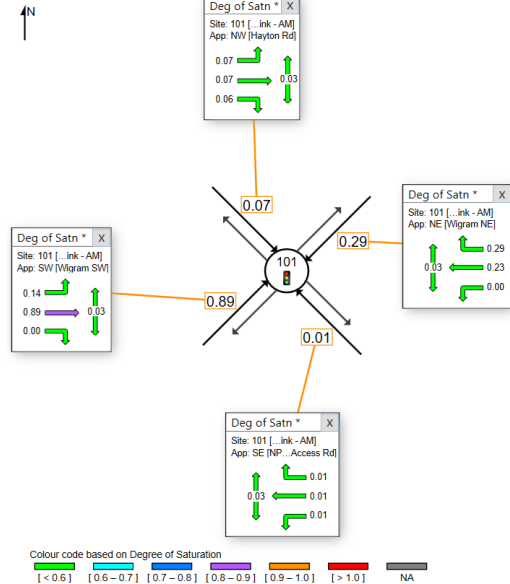 N
Deg of Satn * X
Site: 101 […ink - AM]
App: NW [Hayton Rd]
0.07
0.07 0.03
0.06
0.07
Deg of Satn * X
Site: 101 […ink - AM]
App: NE [Wigram NE]
0.29
0.03 0.23
0.00
0.29
101
Deg of Satn * X
Site: 101 […ink - AM]
App: SW [Wigram SW]
0.14
0.89 0.03
0.00
0.89
0.01
Deg of Satn * X
Site: 101 […ink - AM]
App: SE [NP…Access Rd]
0.01
0.03 0.01
0.01
Colour code based on Degree of Saturation
[ < 0.6 ] [ 0.6 – 0.7 ] [ 0.7 – 0.8 ] [ 0.8 – 0.9 ] [ 0.9 – 1.0 ] [ > 1.0 ] NA